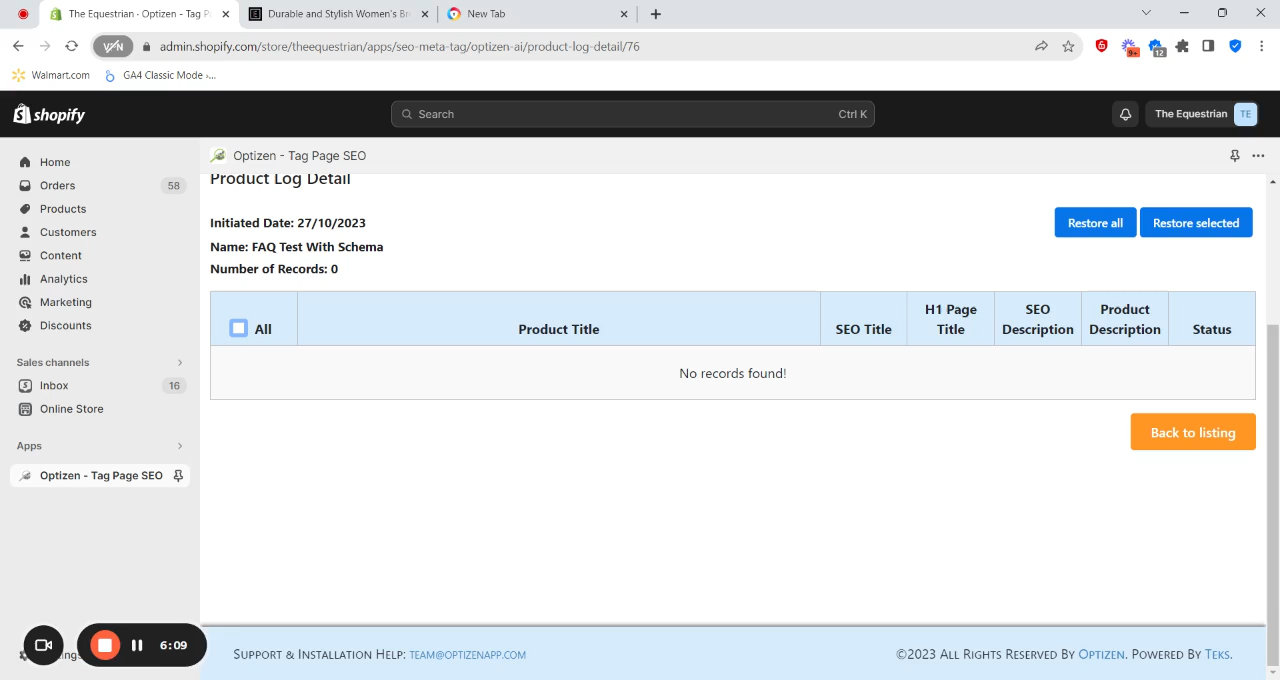 The Equestrian · Optizen - Tag P
Durable and Stylish Women's Br
New Tab
VPN
admin.shopify.com/store/theequestrian/apps/seo-meta-tag/optizen-ai/product-log-detail/76
9+
12
Walmart.com
GA4 Classic Mode ›...
shopify
Search
Ctrl K
The Equestrian
TE
Home
Orders
58
Products
Customers
Content
Analytics
Marketing
Discounts
Sales channels
Inbox
16
Online Store
Apps
Optizen - Tag Page SEO
6:09
Optizen - Tag Page SEO
Product Log Detail
Initiated Date: 27/10/2023
Name: FAQ Test With Schema
Number of Records: 0
Restore all
Restore selected
All
Product Title
SEO Title
H1 Page
Title
SEO
Description
Product
Description
Status
No records found!
Back to listing
SUPPORT & INSTALLATION HELP: TEAM@OPTIZENAPP.COM
©2023 ALL RIGHTS RESERVED BY OPTIZEN. POWERED BY TEKS.